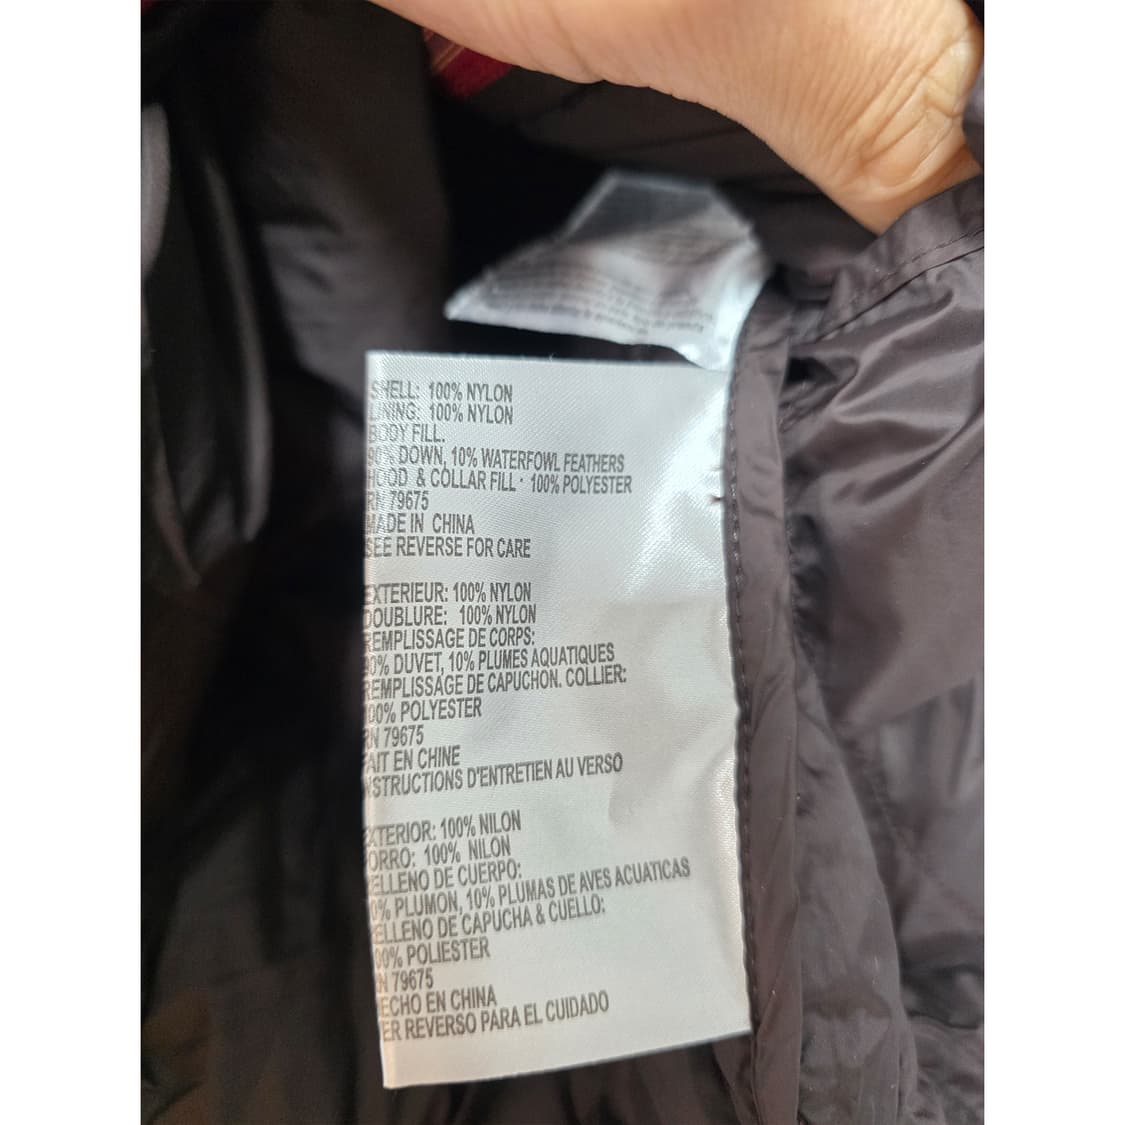 SHELL: 100% NYLON
LINING: 100% NYLON
BODY FILL.
90% DOWN, 10% WATERFOWL FEATHERS
HOOD & COLLAR FILL · 100% POLYESTER
RN 79675
MADE IN CHINA
SEE REVERSE FOR CARE
EXTERIEUR: 100% NYLON
DOUBLURE: 100% NYLON
REMPLISSAGE DE CORPS:
90% DUVET, 10% PLUMES AQUATIQUES
REMPLISSAGE DE CAPUCHON. COLLIER:
100% POLYESTER
RN 79675
FAIT EN CHINE
INSTRUCTIONS D'ENTRETIEN AU VERSO
EXTERIOR: 100% NILON
FORRO: 100% NILON
RELLENO DE CUERPO:
0% PLUMON, 10% PLUMAS DE AVES ACUATICAS
RELLENO DE CAPUCHA & CUELLO:
00% POLIESTER
RN 79675
HECHO EN CHINA
VER REVERSO PARA EL CUIDADO